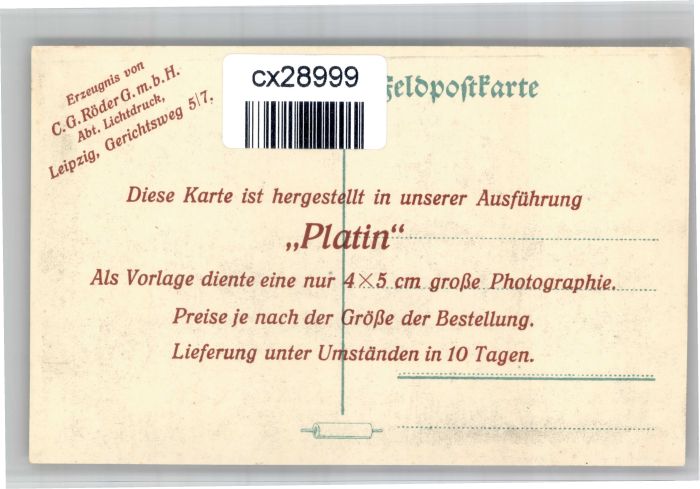 Erzeugnis von
C.G. Röder G.m.b.H.
Abt. Lichtdruck,
Leipzig, Gerichtsweg 5/7.
cx28999
Feldpostkarte
Diese Karte ist hergestellt in unserer Ausführung
„Platin“
Als Vorlage diente eine nur 4×5 cm große Photographie.
Preise je nach der Größe der Bestellung.
Lieferung unter Umständen in 10 Tagen.